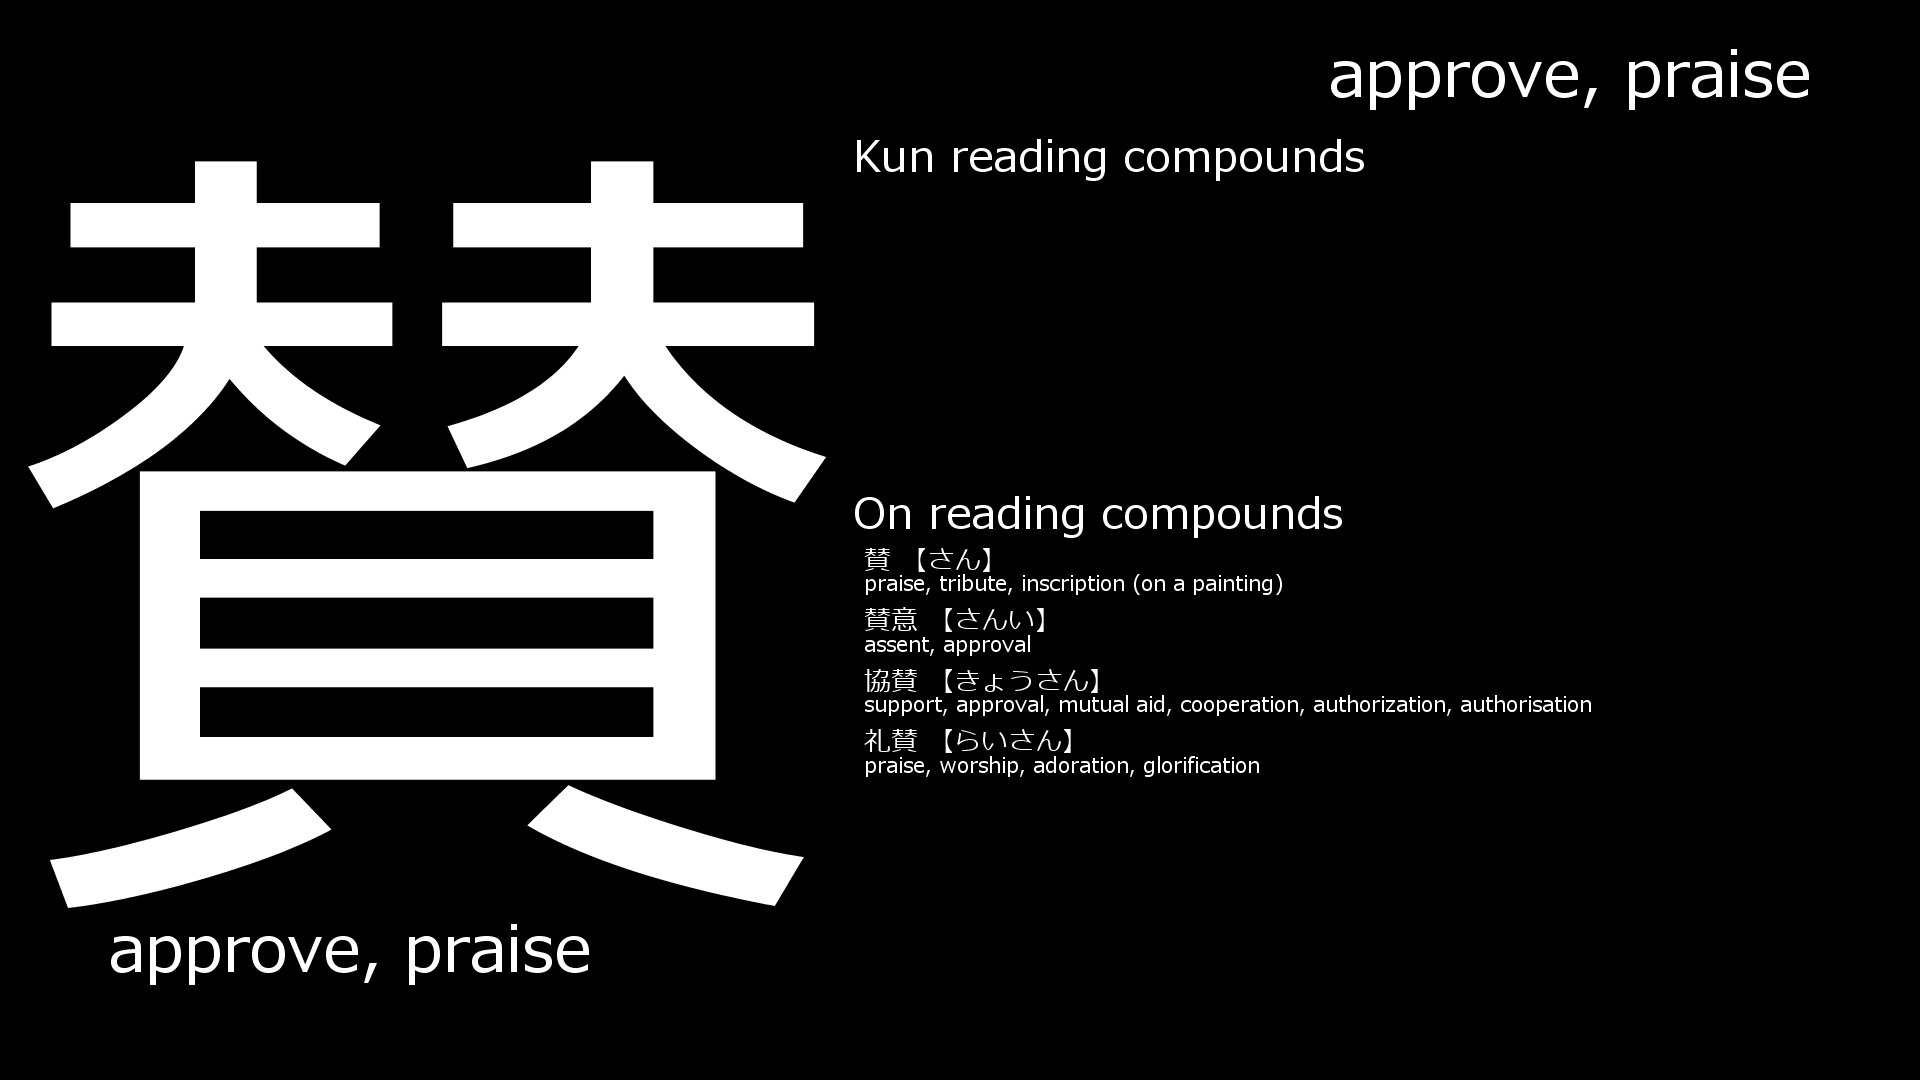 approve, praise
賛
approve, praise
Kun reading compounds
On reading compounds
賛 【さん】
praise, tribute, inscription (on a painting)
賛意 【さんい】
assent, approval
協賛 【きょうさん】
support, approval, mutual aid, cooperation, authorization, authorisation
礼賛 【らいさん】
praise, worship, adoration, glorification